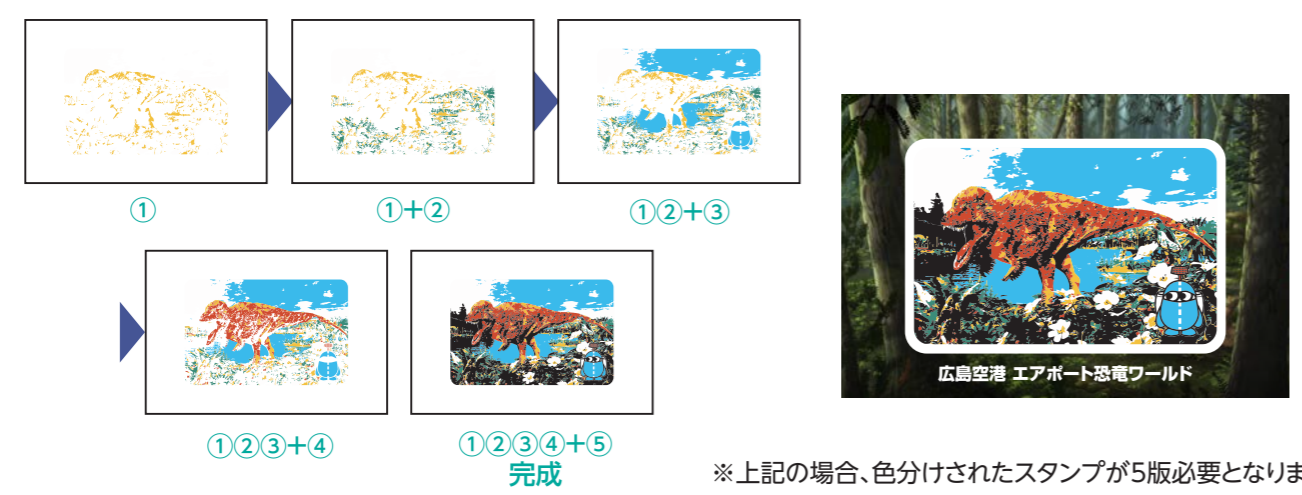 ①
①+②
①②+③
広島空港 エアポート恐竜ワールド
①②③+④
①②③④+⑤
完成
※上記の場合、色分けされたスタンプが5版必要となりま